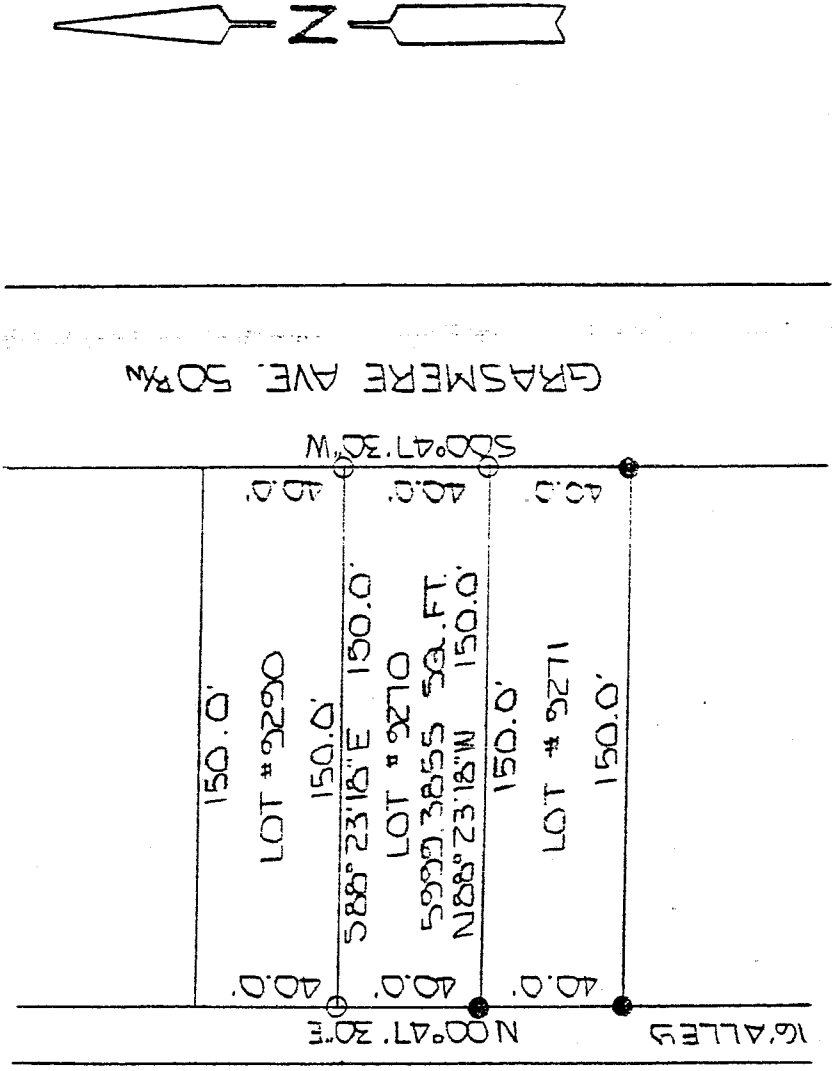 N
GRASMERE AVE. 50' R/W
S00°47'30"W
40.0'
40.0'
40.0'
150.0'
LOT #9290
150.0'
S88°23'18"E 150.0'
LOT #9270
5999.3855 SQ. FT.
N88°23'18"W 150.0'
150.0'
LOT #9271
150.0'
40.0'
40.0'
40.0'
N00°47'30"E
16' ALLEY